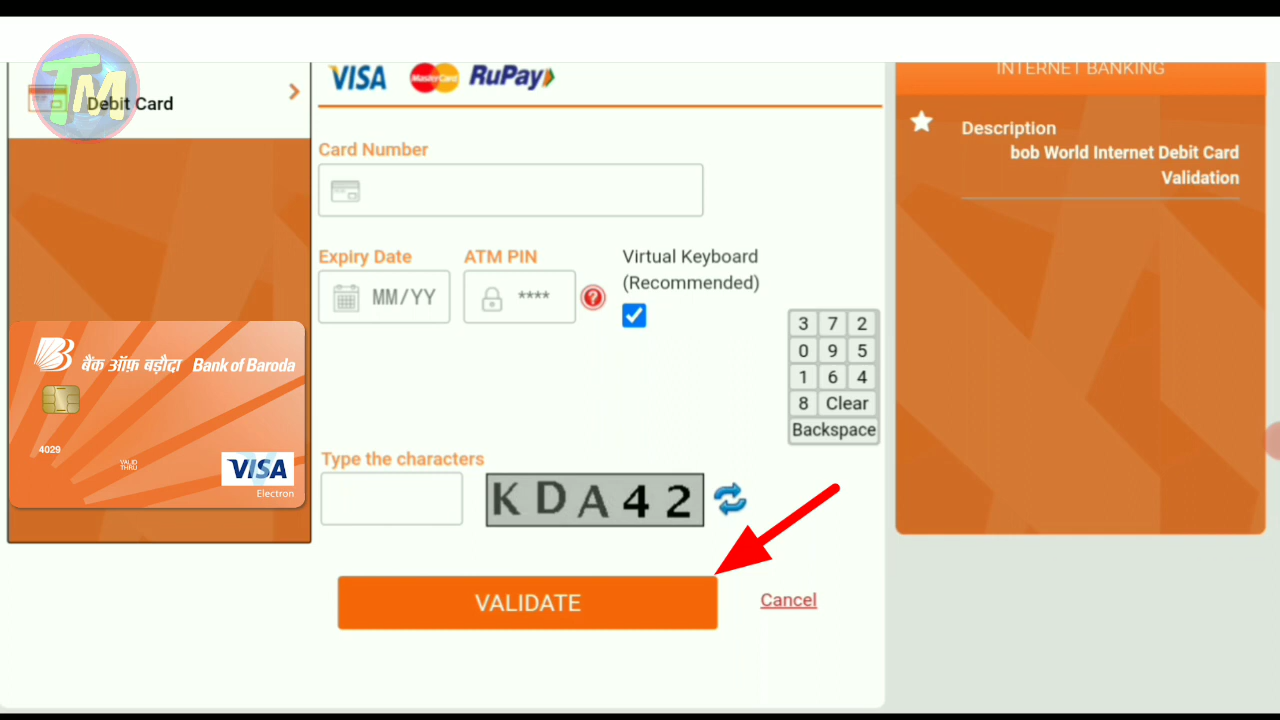 TM
Debit Card
VISA MasterCard RuPay
Card Number
Expiry Date
MM/YY
ATM PIN
****
?
Virtual Keyboard
(Recommended)
3 7 2
0 9 5
1 6 4
8 Clear
Backspace
Type the characters
KDA42
VALIDATE
Cancel
बैंक ऑफ़ बड़ौदा Bank of Baroda
4029
VALID
THRU
VISA
Electron
INTERNET BANKING
Description
bob World Internet Debit Card
Validation